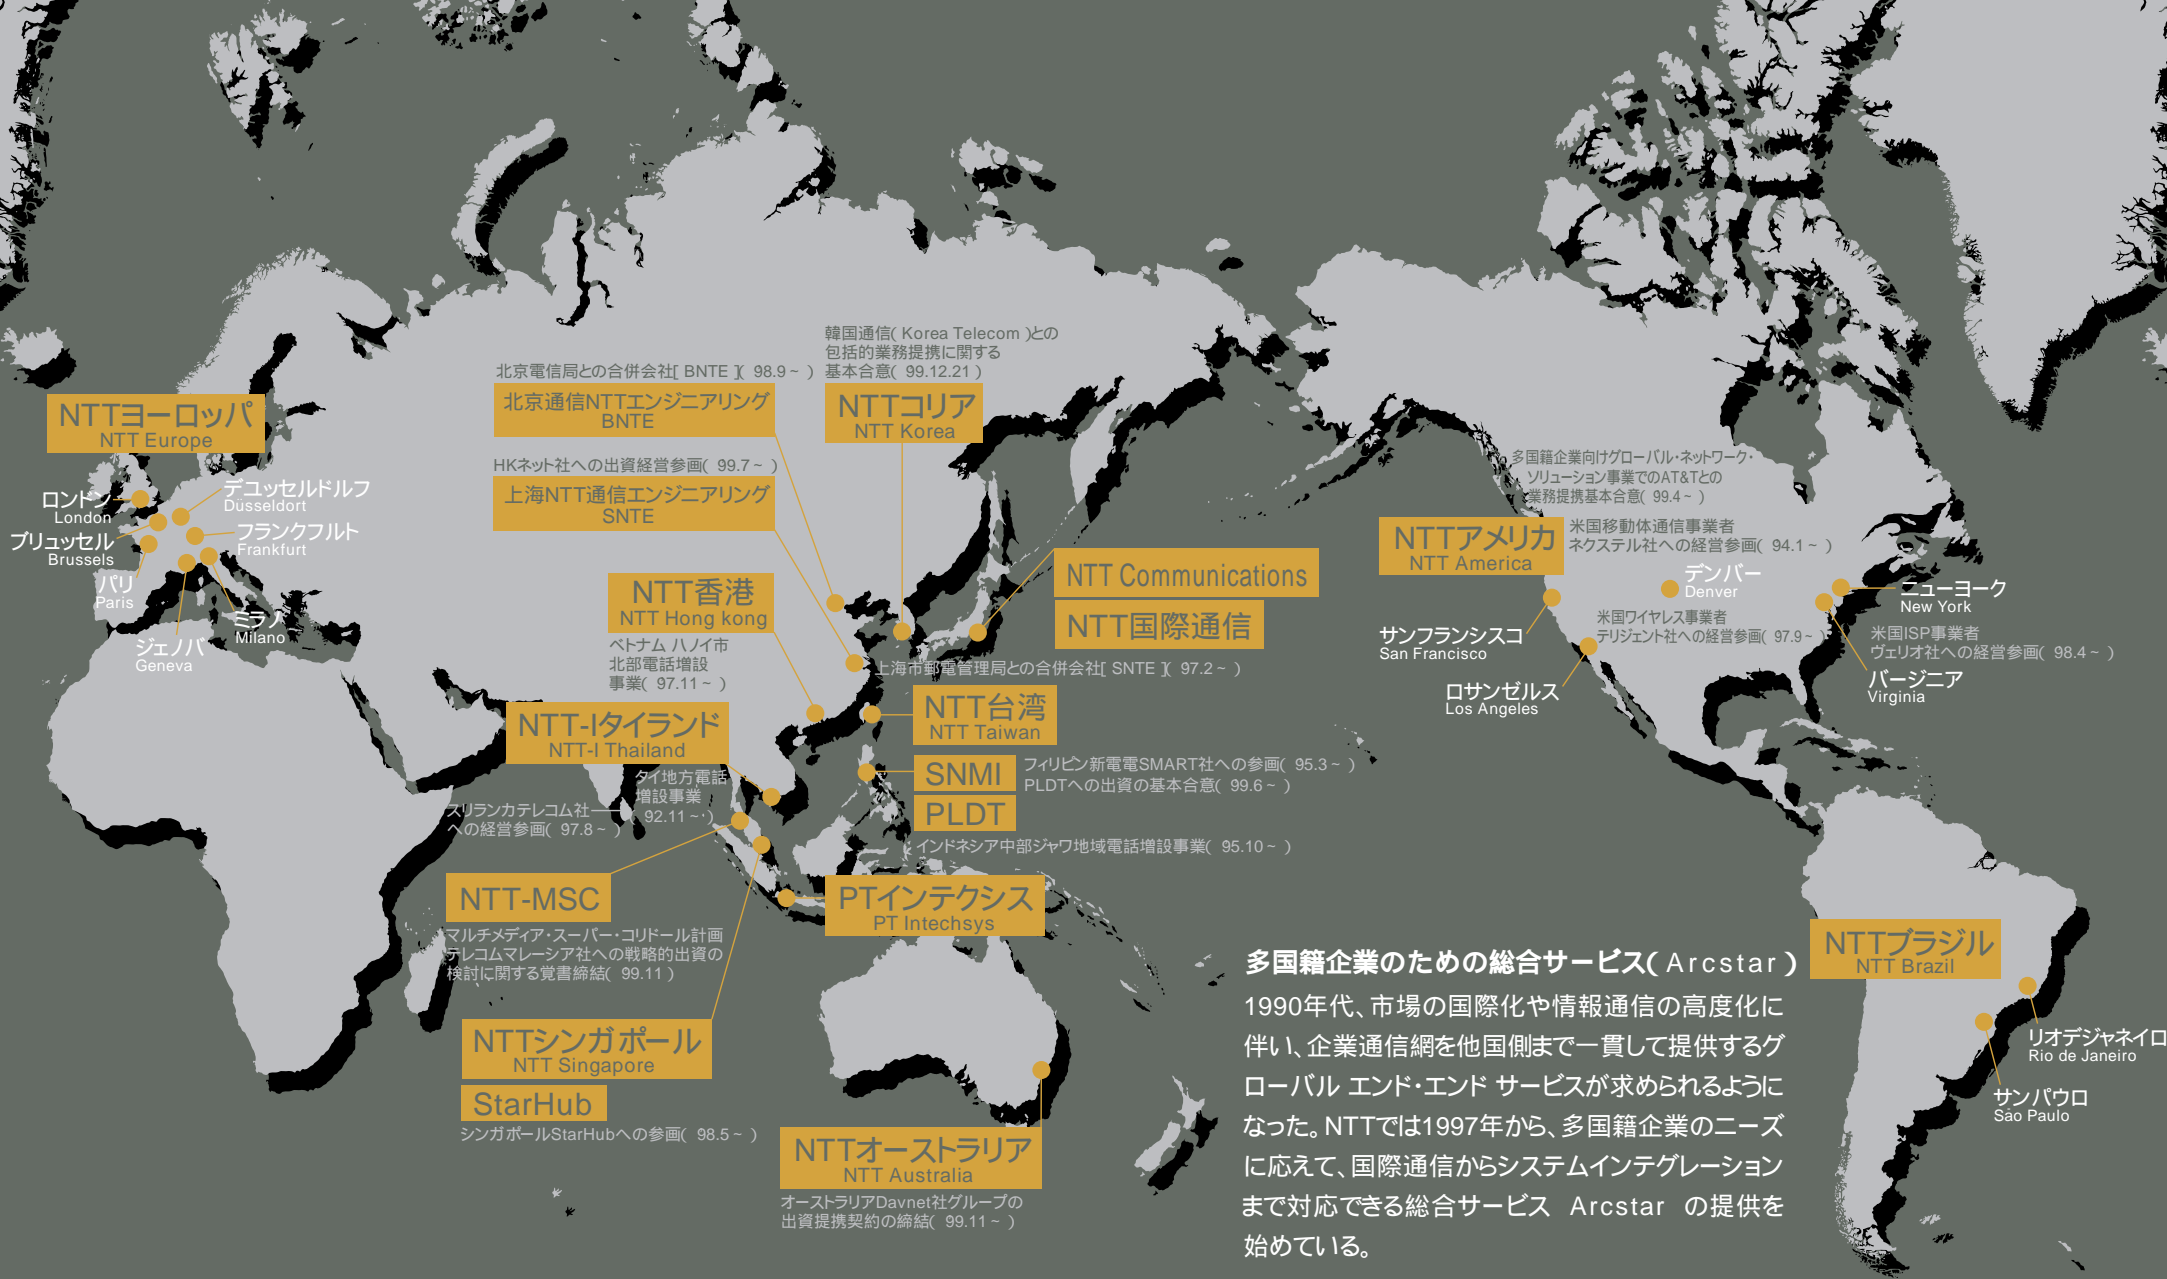 韓国通信( Korea Telecom )との
包括的業務提携に関する
基本合意( 99.12.21 )
北京電信局との合併会社[ BNTE ]( 98.9 ~ )
北京通信NTTエンジニアリング
BNTE
NTTコリア
NTT Korea
HKネット社への出資経営参画( 99.7 ~ )
上海NTT通信エンジニアリング
SNTE
NTTヨーロッパ
NTT Europe
ロンドン
London
デュッセルドルフ
Düsseldort
ブリュッセル
Brussels
フランクフルト
Frankfurt
パリ
Paris
ミラノ
Milano
ジェノバ
Geneva
NTT Communications
NTT国際通信
NTT香港
NTT Hong kong
ベトナム ハノイ市
北部電話増設
事業( 97.11 ~ )
上海市郵電管理局との合併会社[ SNTE ]( 97.2 ~ )
NTT-Iタイランド
NTT-I Thailand
タイ地方電話
増設事業
( 92.11 ~ )
スリランカテレコム社
への経営参画( 97.8 ~ )
NTT台湾
NTT Taiwan
SNMI
PLDT
フィリピン新電電SMART社への参画( 95.3 ~ )
PLDTへの出資の基本合意( 99.6 ~ )
インドネシア中部ジャワ地域電話増設事業( 95.10 ~ )
NTT-MSC
マルチメディア・スーパー・コリドール計画
テレコムマレーシア社への戦略的出資の
検討に関する覚書締結( 99.11 )
PTインテクシス
PT Intechsys
NTTシンガポール
NTT Singapore
StarHub
シンガポールStarHubへの参画( 98.5 ~ )
NTTオーストラリア
NTT Australia
オーストラリアDavnet社グループの
出資提携契約の締結( 99.11 ~ )
多国籍企業向けグローバル・ネットワーク・
ソリューション事業でのAT&Tとの
業務提携基本合意( 99.4 ~ )
NTTアメリカ
NTT America
米国移動体通信事業者
ネクステル社への経営参画( 94.1 ~ )
デンバー
Denver
ニューヨーク
New York
米国ワイヤレス事業者
テリジェント社への経営参画( 97.9 ~ )
サンフランシスコ
San Francisco
米国ISP事業者
ヴェリオ社への経営参画( 98.4 ~ )
バージニア
Virginia
ロサンゼルス
Los Angeles
NTTブラジル
NTT Brazil
リオデジャネイロ
Rio de Janeiro
サンパウロ
São Paulo
多国籍企業のための総合サービス( Arcstar )
1990年代、市場の国際化や情報通信の高度化に
伴い、企業通信網を他国側まで一貫して提供するグ
ローバル エンド・エンド サービスが求められるように
なった。NTTでは1997年から、多国籍企業のニーズ
に応えて、国際通信からシステムインテグレーション
まで対応できる総合サービス Arcstar の提供を
始めている。